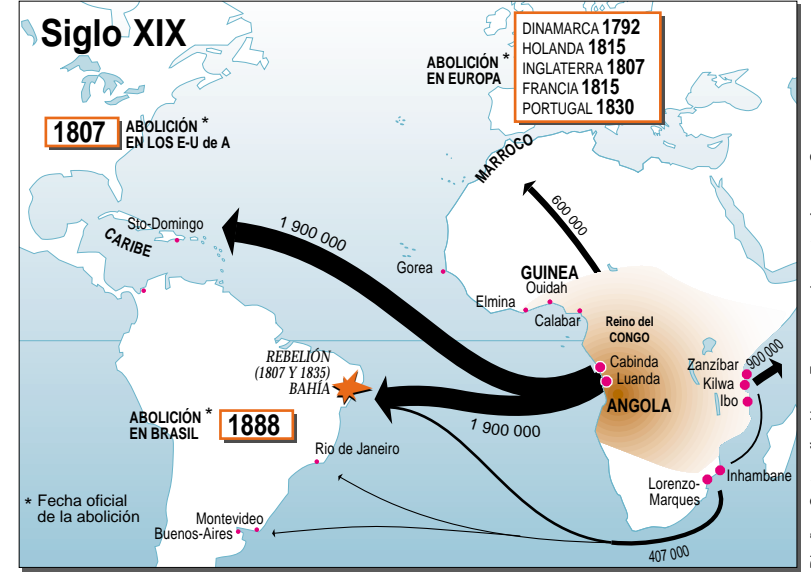 Siglo XIX
ABOLICIÓN *
EN EUROPA
DINAMARCA 1792
HOLANDA 1815
INGLATERRA 1807
FRANCIA 1815
PORTUGAL 1830
1807
ABOLICIÓN *
EN LOS E-U de A
MARROCO
600 000
Sto-Domingo
CARIBE
1 900 000
Gorea
GUINEA
Ouidah
Elmina
Calabar
Reino del
CONGO
Cabinda
Luanda
ANGOLA
Zanzíbar
Kilwa
Ibo
900 000
REBELIÓN
(1807 Y 1835)
BAHÍA
1 900 000
ABOLICIÓN *
EN BRASIL
1888
Rio de Janeiro
Inhambane
Lorenzo-
Marques
* Fecha oficial
de la abolición
Montevideo
Buenos-Aires
407 000